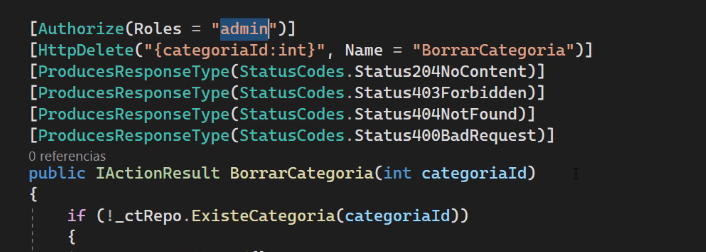 [Authorize(Roles = "admin")]
[HttpDelete("{categoriaId:int}", Name = "BorrarCategoria")]
[ProducesResponseType(StatusCodes.Status204NoContent)]
[ProducesResponseType(StatusCodes.Status403Forbidden)]
[ProducesResponseType(StatusCodes.Status404NotFound)]
[ProducesResponseType(StatusCodes.Status400BadRequest)]
0 referencias
public IActionResult BorrarCategoria(int categoriaId)
{
if (!_ctRepo.ExisteCategoria(categoriaId))
{